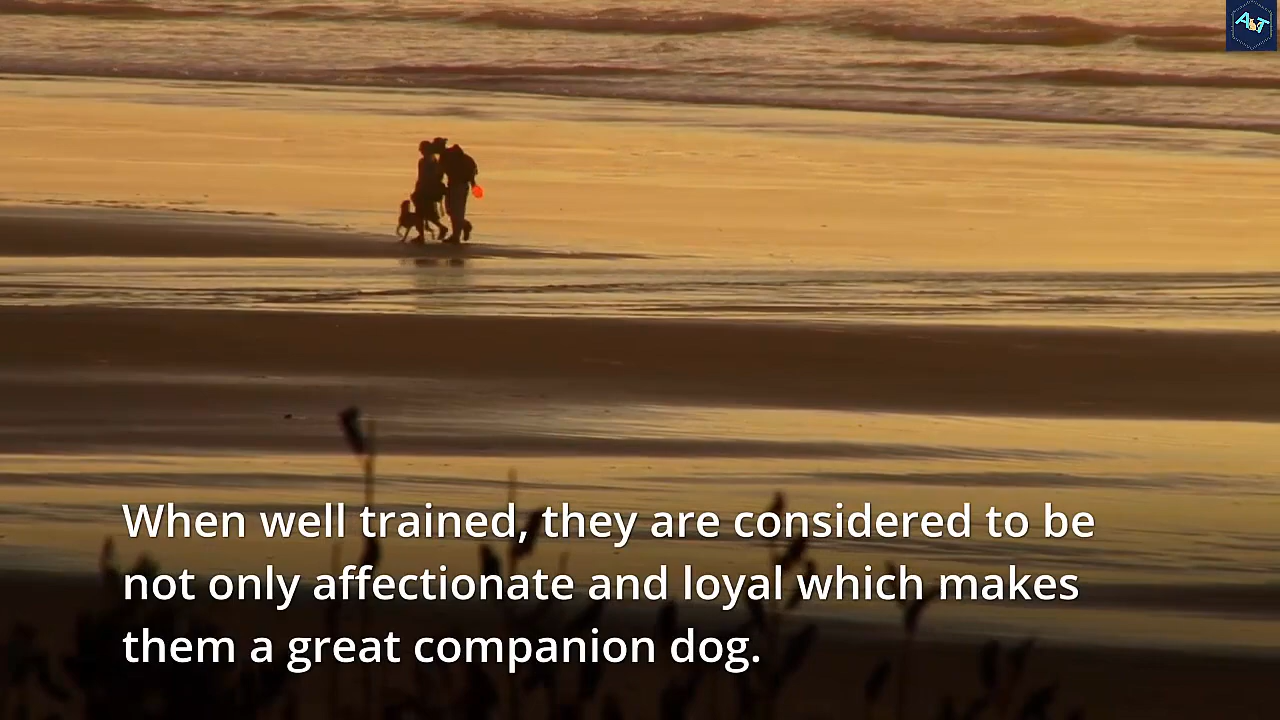 A&T
When well trained, they are considered to be
not only affectionate and loyal which makes
them a great companion dog.